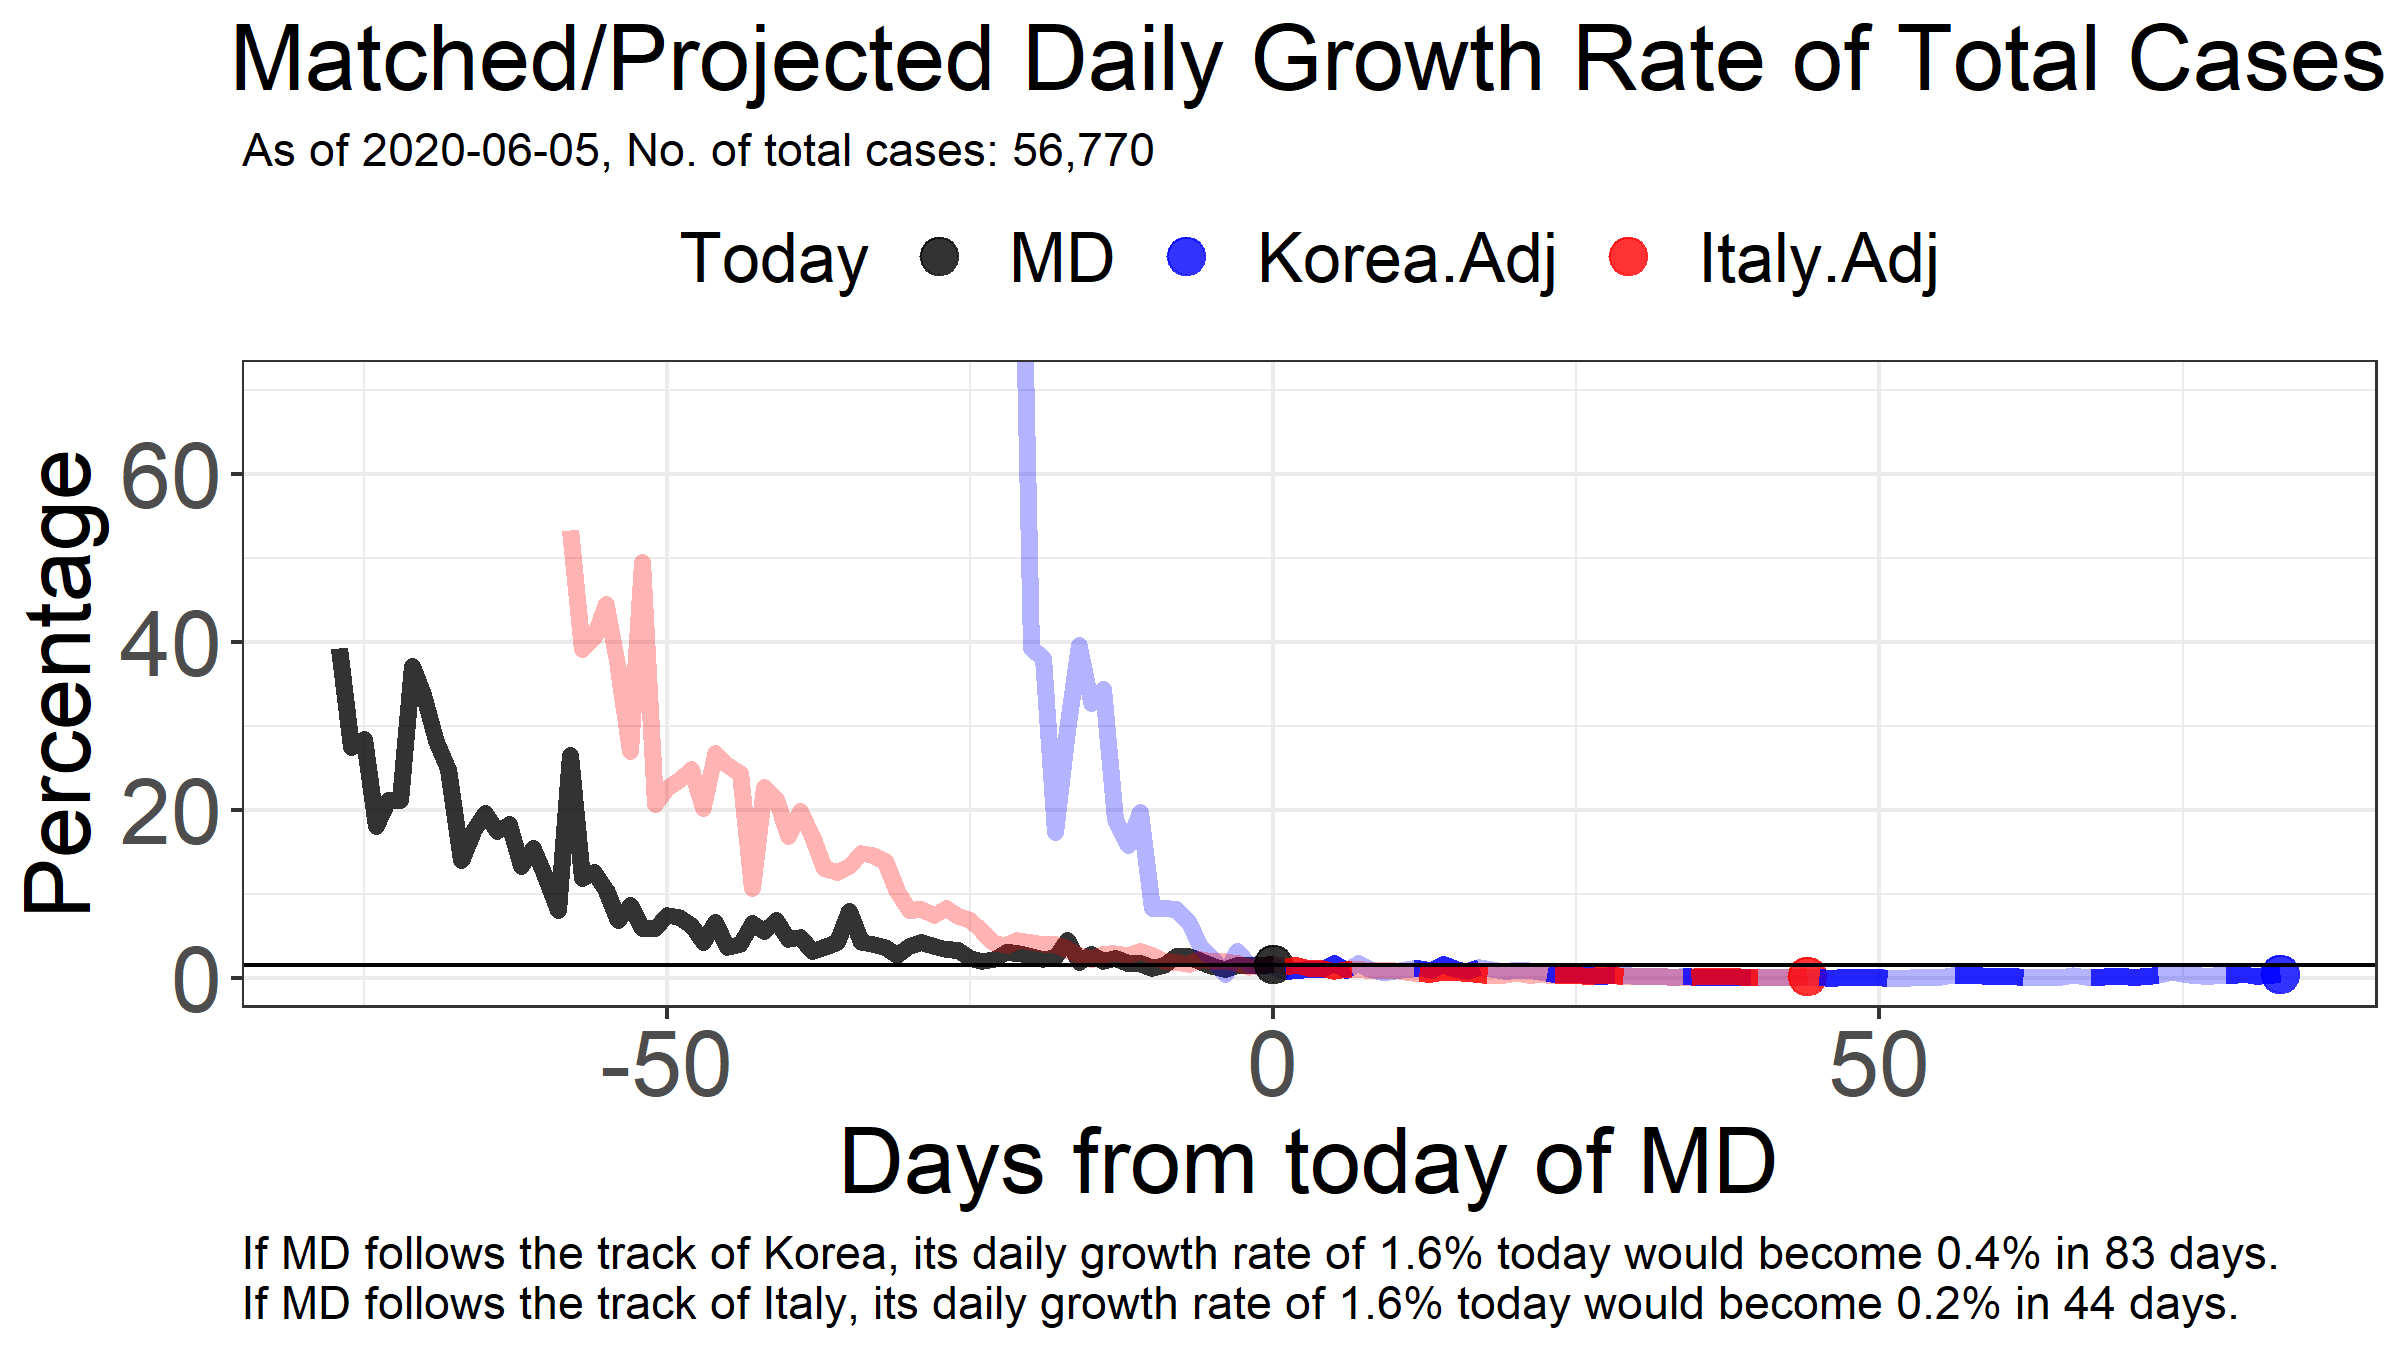 Matched/Projected Daily Growth Rate of Total Cases
As of 2020-06-05, No. of total cases: 56,770
Today MD Korea.Adj Italy.Adj
Percentage
60
40
20
0
-50 0 50
Days from today of MD
If MD follows the track of Korea, its daily growth rate of 1.6% today would become 0.4% in 83 days.
If MD follows the track of Italy, its daily growth rate of 1.6% today would become 0.2% in 44 days.